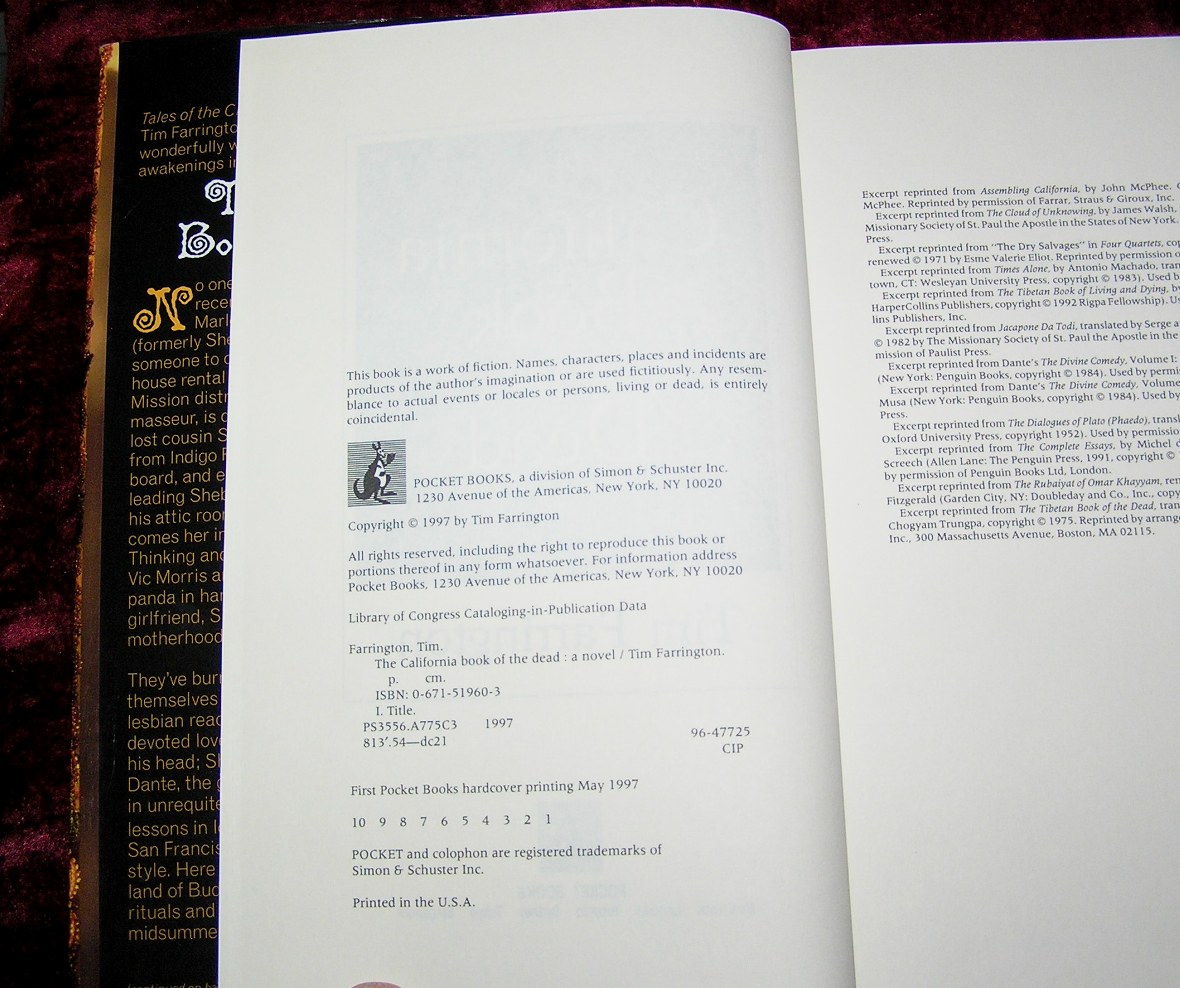 Tales of the C
Tim Farringto
wonderfully w
awakenings i
T
Bo
No one
rece
Marl
(formerly She
someone to
house rental
Mission distr
masseur, is
lost cousin S
from Indigo
board, and e
leading Sheb
his attic roo
comes her i
Thinking and
Vic Morris a
panda in ha
girlfriend, S
motherhood
They've bur
themselves
lesbian rea
devoted lov
his head; S
Dante, the
in unrequite
lessons in l
San Francis
style. Here
land of Bud
rituals and
midsumme
This book is a work of fiction. Names, characters, places and incidents are
products of the author's imagination or are used fictitiously. Any resem-
blance to actual events or locales or persons, living or dead, is entirely
coincidental.
POCKET BOOKS, a division of Simon & Schuster Inc.
1230 Avenue of the Americas, New York, NY 10020
Copyright © 1997 by Tim Farrington
All rights reserved, including the right to reproduce this book or
portions thereof in any form whatsoever. For information address
Pocket Books, 1230 Avenue of the Americas, New York, NY 10020
Library of Congress Cataloging-in-Publication Data
Farrington, Tim.
The California book of the dead : a novel / Tim Farrington.
p. cm.
ISBN: 0-671-51960-3
I. Title.
PS3556.A775C3 1997
813'.54—dc21
96-47725
CIP
First Pocket Books hardcover printing May 1997
10 9 8 7 6 5 4 3 2 1
POCKET and colophon are registered trademarks of
Simon & Schuster Inc.
Printed in the U.S.A.
Excerpt reprinted from Assembling California, by John McPhee.
McPhee. Reprinted by permission of Farrar, Straus & Giroux, Inc.
Excerpt reprinted from The Cloud of Unknowing, by James Walsh,
Missionary Society of St. Paul the Apostle in the States of New York.
Press.
Excerpt reprinted from "The Dry Salvages" in Four Quartets, co
renewed © 1971 by Esme Valerie Eliot. Reprinted by permission o
Excerpt reprinted from Times Alone, by Antonio Machado, tran
town, CT: Wesleyan University Press, copyright © 1983). Used b
Excerpt reprinted from The Tibetan Book of Living and Dying, b
HarperCollins Publishers, copyright © 1992 Rigpa Fellowship). U
lins Publishers, Inc.
Excerpt reprinted from Jacapone Da Todi, translated by Serge a
© 1982 by The Missionary Society of St. Paul the Apostle in the
mission of Paulist Press.
Excerpt reprinted from Dante's The Divine Comedy, Volume I:
(New York: Penguin Books, copyright © 1984). Used by permi
Excerpt reprinted from Dante's The Divine Comedy, Volume
Musa (New York: Penguin Books, copyright © 1984). Used by
Press.
Excerpt reprinted from The Dialogues of Plato (Phaedo), transl
Oxford University Press, copyright 1952). Used by permissio
Excerpt reprinted from The Complete Essays, by Michel d
Screech (Allen Lane: The Penguin Press, 1991, copyright ©
by permission of Penguin Books Ltd, London.
Excerpt reprinted from The Rubaiyat of Omar Khayyam, ren
Fitzgerald (Garden City, NY: Doubleday and Co., Inc., copy
Excerpt reprinted from The Tibetan Book of the Dead, tran
Chogyam Trungpa, copyright © 1975. Reprinted by arrang
Inc., 300 Massachusetts Avenue, Boston, MA 02115.